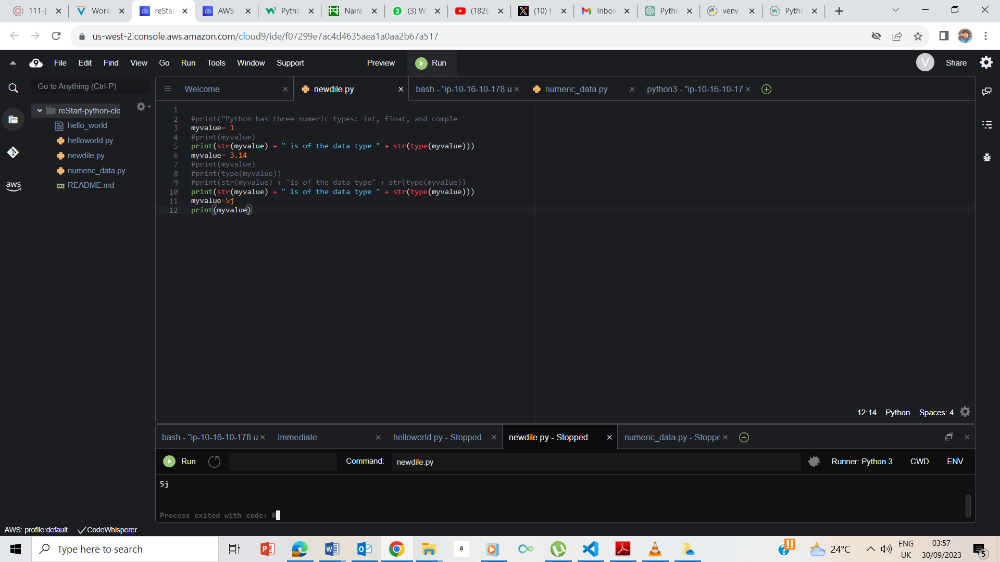 111-[
Work
reStar
AWS
Pytho
Naira
(3) W
(1826
(10) H
Inbox
Pytho
venv
Pytho
us-west-2.console.aws.amazon.com/cloud9/ide/f07299e7ac4d4635aea1a0aa2b67a517
9 File Edit Find View Go Run Tools Window Support Preview Run V Share
Go to Anything (Ctrl-P)
Welcome
newdile.py
bash - "ip-10-16-10-178.u
numeric_data.py
python3 - "ip-10-16-10-17
reStart-python-clo
hello_world
helloworld.py
newdile.py
numeric_data.py
README.md
aws
1
2 #print("Python has three numeric types: int, float, and comple
3 myvalue= 1
4 #print(myvalue)
5 print(str(myvalue) + " is of the data type " + str(type(myvalue)))
6 myvalue= 3.14
7 #print(myvalue)
8 #print(type(myvalue))
9 #print(str(myvalue) + "is of the data type" + str(type(myvalue))
10 print(str(myvalue) + " is of the data type " + str(type(myvalue)))
11 myvalue=5j
12 print(myvalue)
12:14 Python Spaces: 4
bash - "ip-10-16-10-178.u
Immediate
helloworld.py - Stopped
newdile.py - Stopped
numeric_data.py - Stoppe
Run Command: newdile.py Runner: Python 3 CWD ENV
5j
Process exited with code: 0
AWS: profile:default CodeWhisperer
Type here to search
a
24°C
ENG
UK
03:57
30/09/2023
5